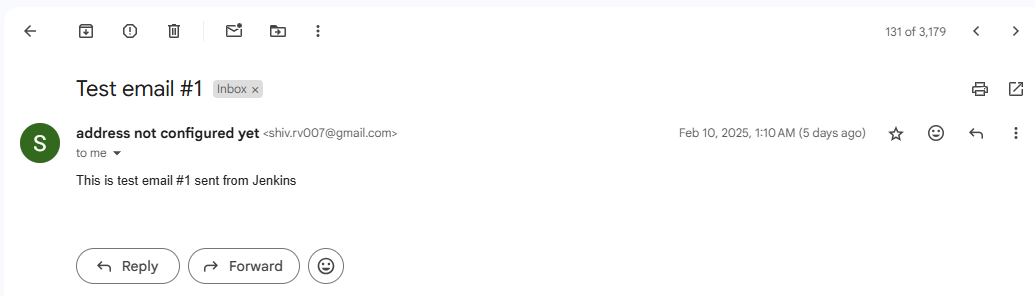 131 of 3,179
Test email #1 Inbox ×
address not configured yet <shiv.rv007@gmail.com> Feb 10, 2025, 1:10 AM (5 days ago)
S
to me
This is test email #1 sent from Jenkins
Reply Forward